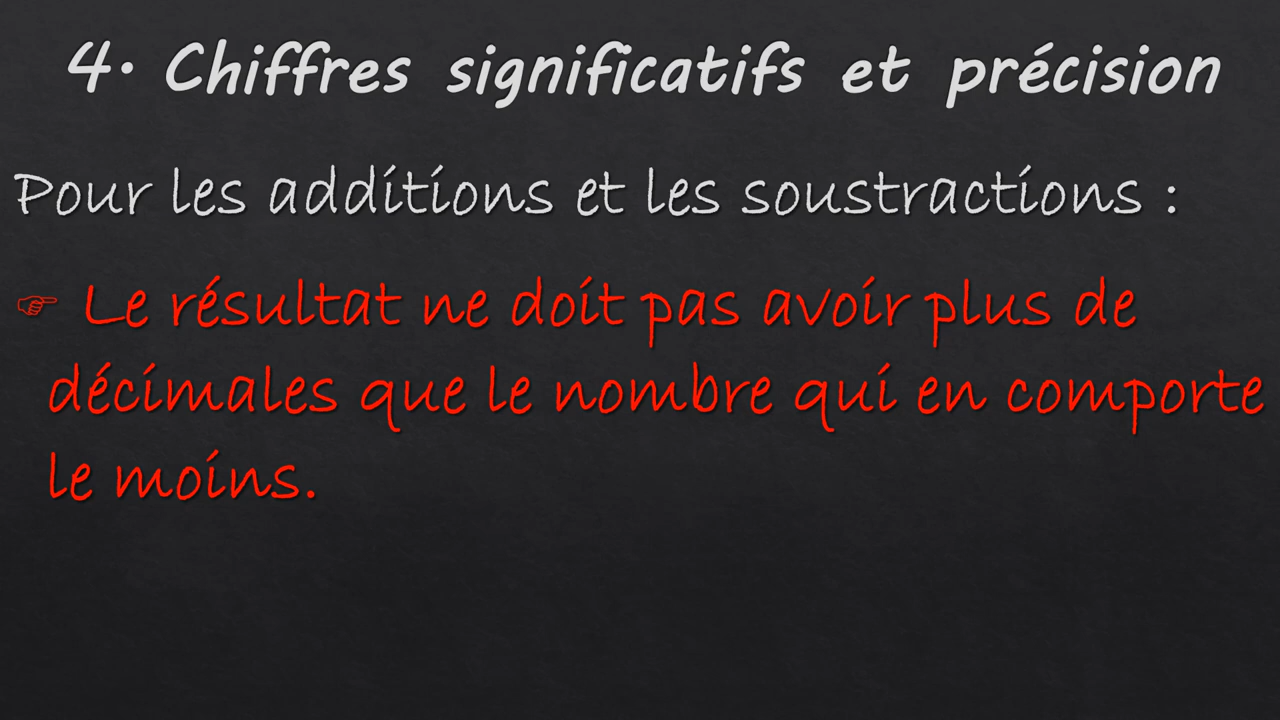 4. Chiffres significatifs et précision
Pour les additions et les soustractions :
☞ Le résultat ne doit pas avoir plus de
décimales que le nombre qui en comporte
le moins.